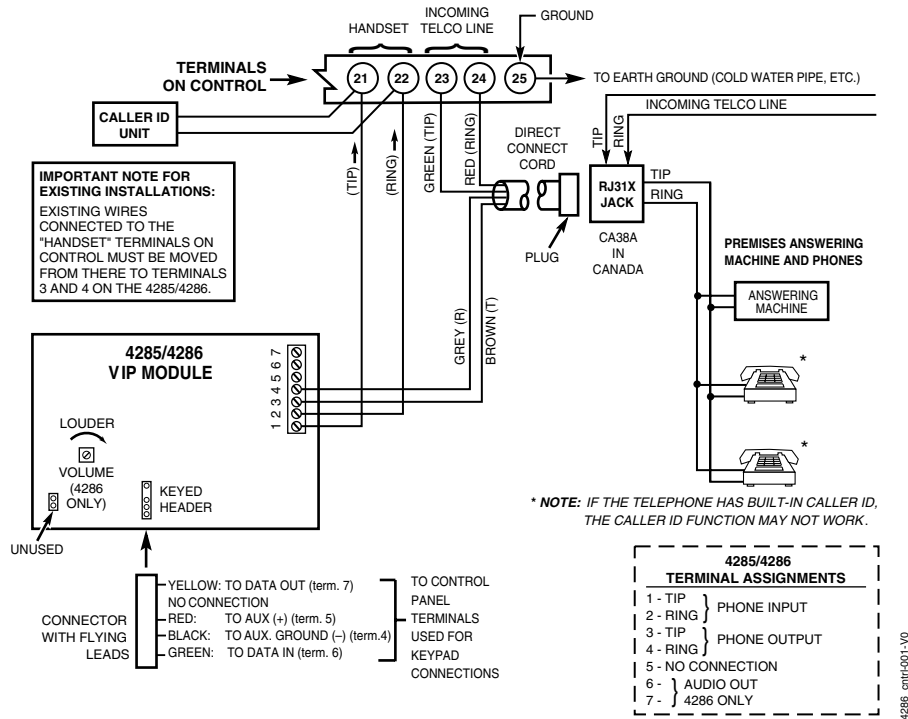 HANDSET
INCOMING
TELCO LINE
GROUND
TERMINALS
ON CONTROL
21
22
23
24
25
TO EARTH GROUND (COLD WATER PIPE, ETC.)
INCOMING TELCO LINE
CALLER ID
UNIT
(TIP)
(RING)
GREEN (TIP)
RED (RING)
DIRECT
CONNECT
CORD
PLUG
TIP
RING
RJ31X
JACK
TIP
RING
CA38A
IN
CANADA
IMPORTANT NOTE FOR
EXISTING INSTALLATIONS:
EXISTING WIRES
CONNECTED TO THE
"HANDSET" TERMINALS ON
CONTROL MUST BE MOVED
FROM THERE TO TERMINALS
3 AND 4 ON THE 4285/4286.
PREMISES ANSWERING
MACHINE AND PHONES
ANSWERING
MACHINE
*
*
GREY (R)
BROWN (T)
4285/4286
VIP MODULE
1 2 3 4 5 6 7
LOUDER
VOLUME
(4286
ONLY)
KEYED
HEADER
UNUSED
* NOTE: IF THE TELEPHONE HAS BUILT-IN CALLER ID,
THE CALLER ID FUNCTION MAY NOT WORK.
CONNECTOR
WITH FLYING
LEADS
YELLOW: TO DATA OUT (term. 7)
NO CONNECTION
RED: TO AUX (+) (term. 5)
BLACK: TO AUX. GROUND (–) (term.4)
GREEN: TO DATA IN (term. 6)
TO CONTROL
PANEL
TERMINALS
USED FOR
KEYPAD
CONNECTIONS
4285/4286
TERMINAL ASSIGNMENTS
1 - TIP
2 - RING
PHONE INPUT
3 - TIP
4 - RING
PHONE OUTPUT
5 - NO CONNECTION
6 -
7 -
AUDIO OUT
4286 ONLY
4286_cntrl-001-V0